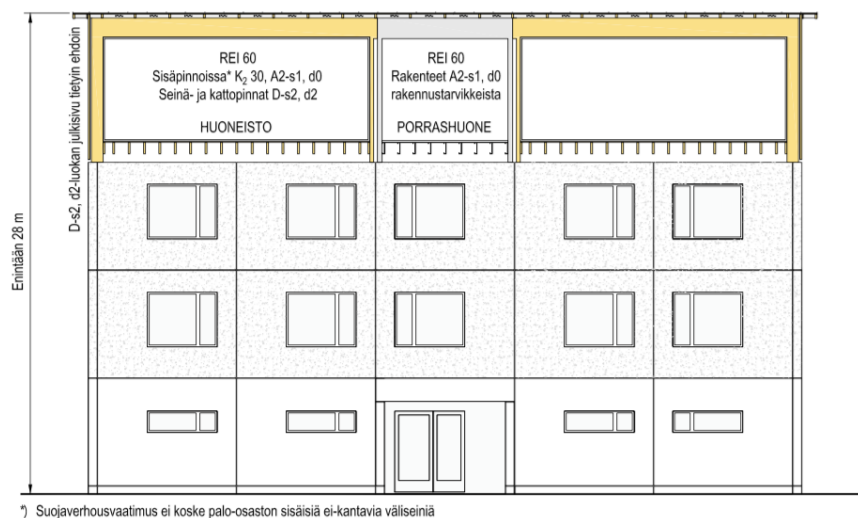 REI 60
Sisäpinnoissa* K₂ 30, A2-s1, d0
Seinä- ja kattopinnat D-s2, d2
HUONEISTO
REI 60
Rakenteet A2-s1, d0
rakennustarvikkeista
PORRASHUONE
D-s2, d2-luokan julkisivu tietyin ehdoin
Enintään 28 m
*) Suojaverhousvaatimus ei koske palo-osaston sisäisiä ei-kantavia väliseiniä